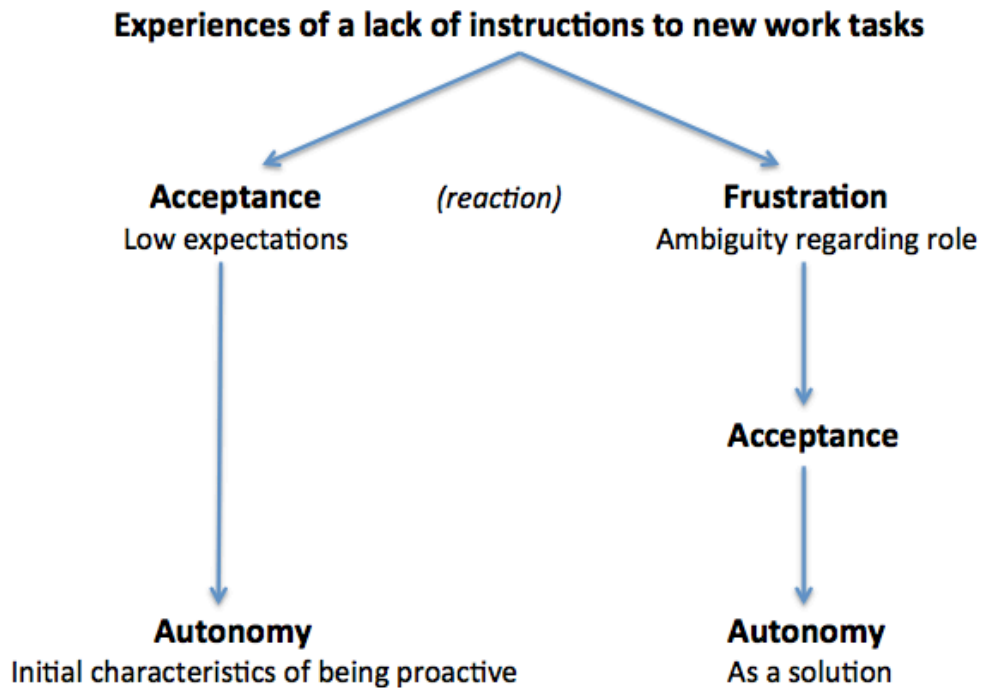 Experiences of a lack of instructions to new work tasks
Acceptance
(reaction)
Frustration
Low expectations
Ambiguity regarding role
Acceptance
Autonomy
Autonomy
Initial characteristics of being proactive
As a solution